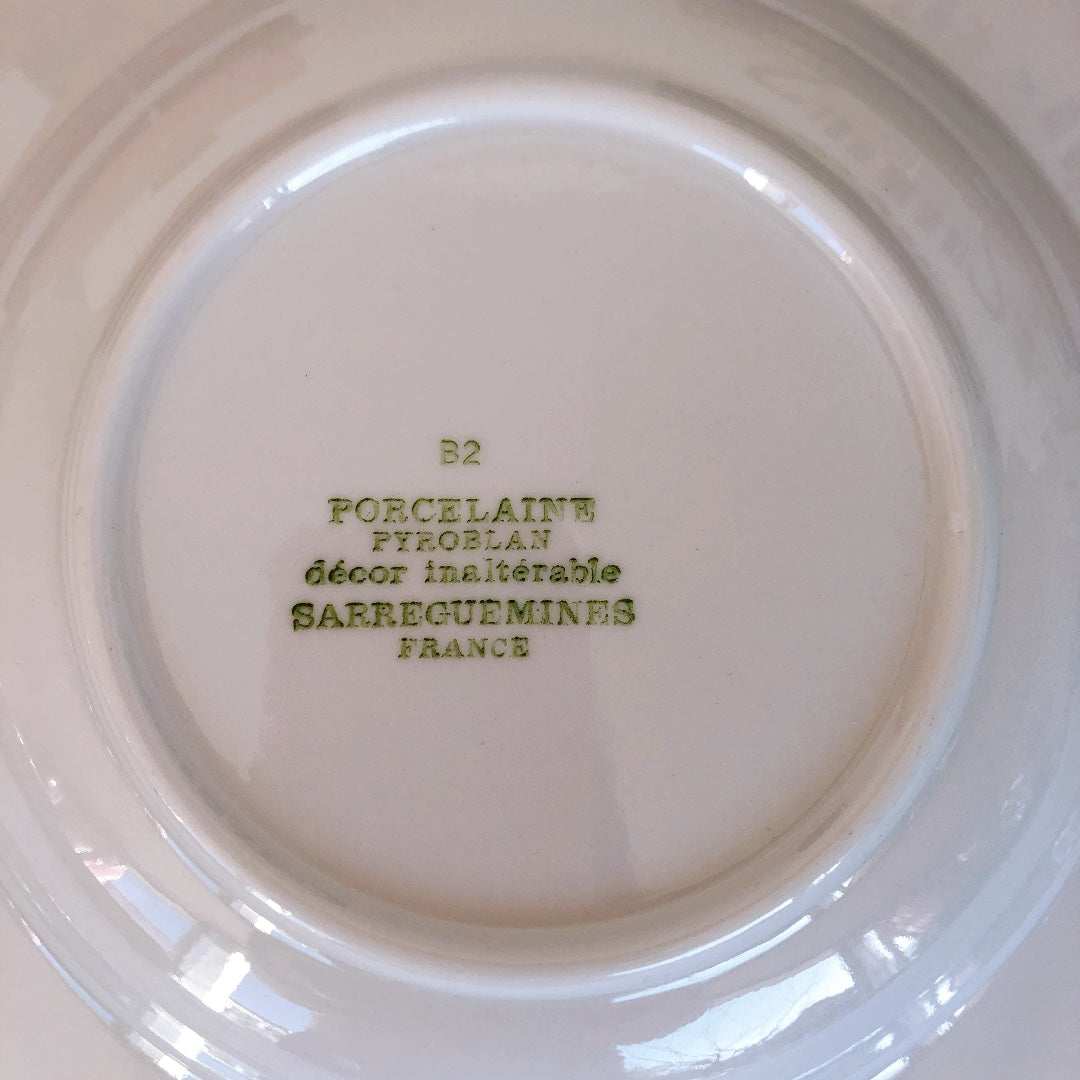 B2
PORCELAINE
PYROBLAN
décor inaltérable
SARREGUEMINES
FRANCE